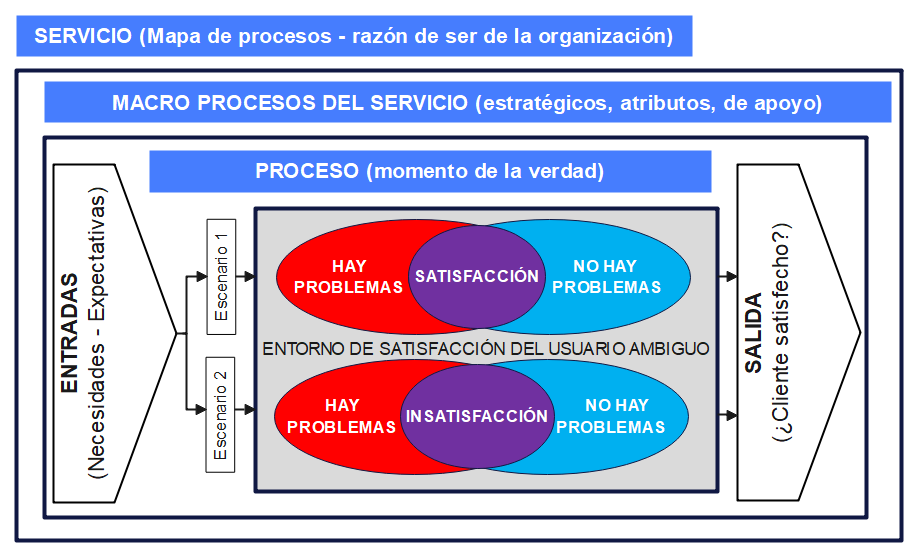 SERVICIO (Mapa de procesos - razón de ser de la organización)
MACRO PROCESOS DEL SERVICIO (estratégicos, atributos, de apoyo)
PROCESO (momento de la verdad)
ENTRADAS
(Necesidades - Expectativas)
Escenario 1
HAY
PROBLEMAS
SATISFACCIÓN
NO HAY
PROBLEMAS
ENTORNO DE SATISFACCIÓN DEL USUARIO AMBIGUO
Escenario 2
HAY
PROBLEMAS
INSATISFACCIÓN
NO HAY
PROBLEMAS
SALIDA
(¿Cliente satisfecho?)